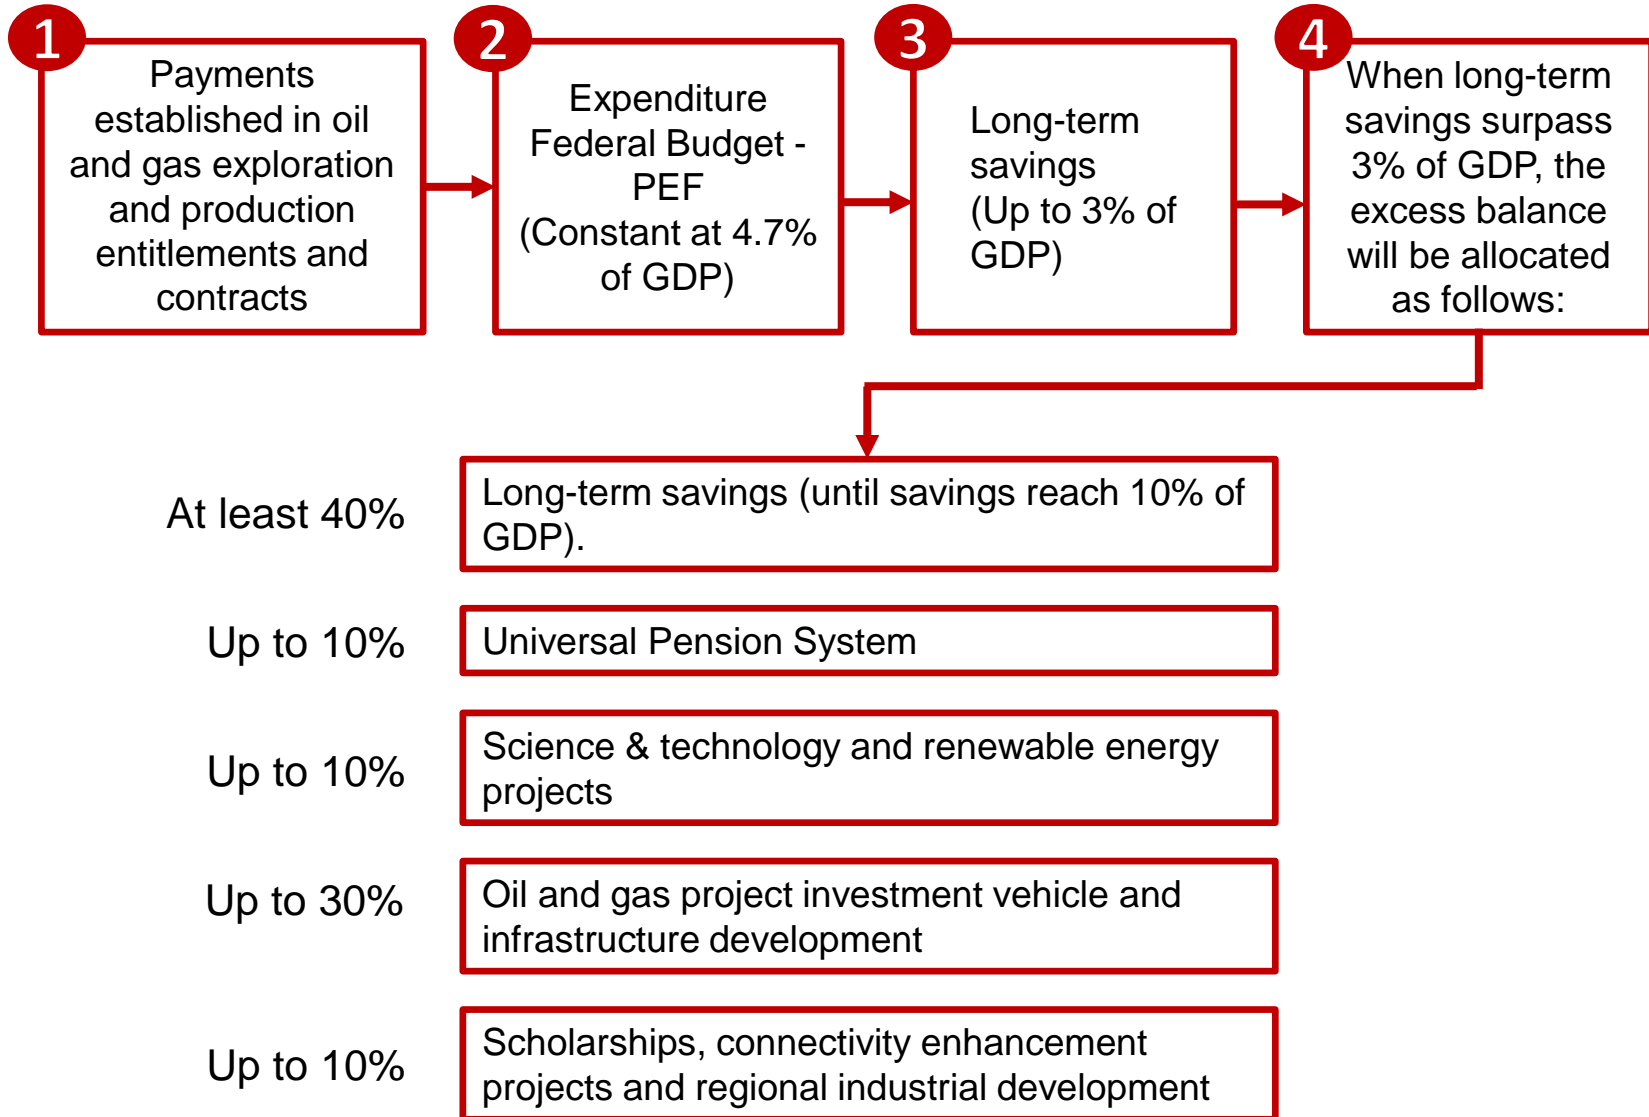 1
Payments
established in oil
and gas exploration
and production
entitlements and
contracts
2
Expenditure
Federal Budget -
PEF
(Constant at 4.7%
of GDP)
3
Long-term
savings
(Up to 3% of
GDP)
4
When long-term
savings surpass
3% of GDP, the
excess balance
will be allocated
as follows:
At least 40%
Long-term savings (until savings reach 10% of
GDP).
Up to 10%
Universal Pension System
Up to 10%
Science & technology and renewable energy
projects
Up to 30%
Oil and gas project investment vehicle and
infrastructure development
Up to 10%
Scholarships, connectivity enhancement
projects and regional industrial development